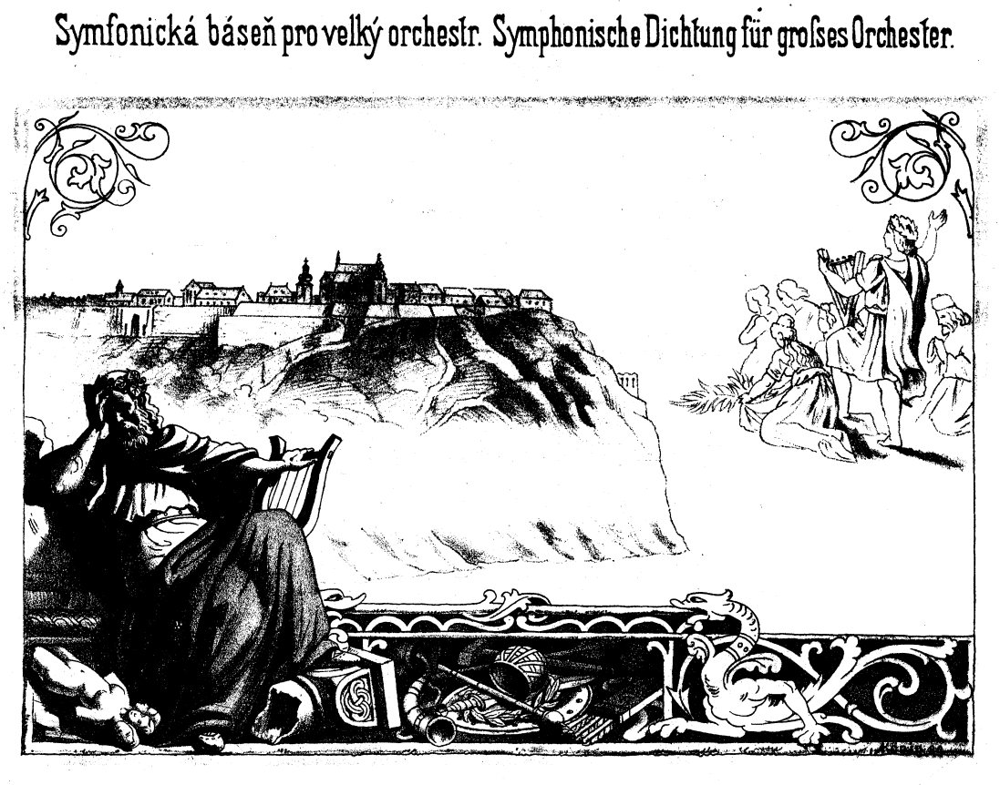 Symfonická báseň pro velký orchestr. Symphonische Dichtung für groſses Orchester.